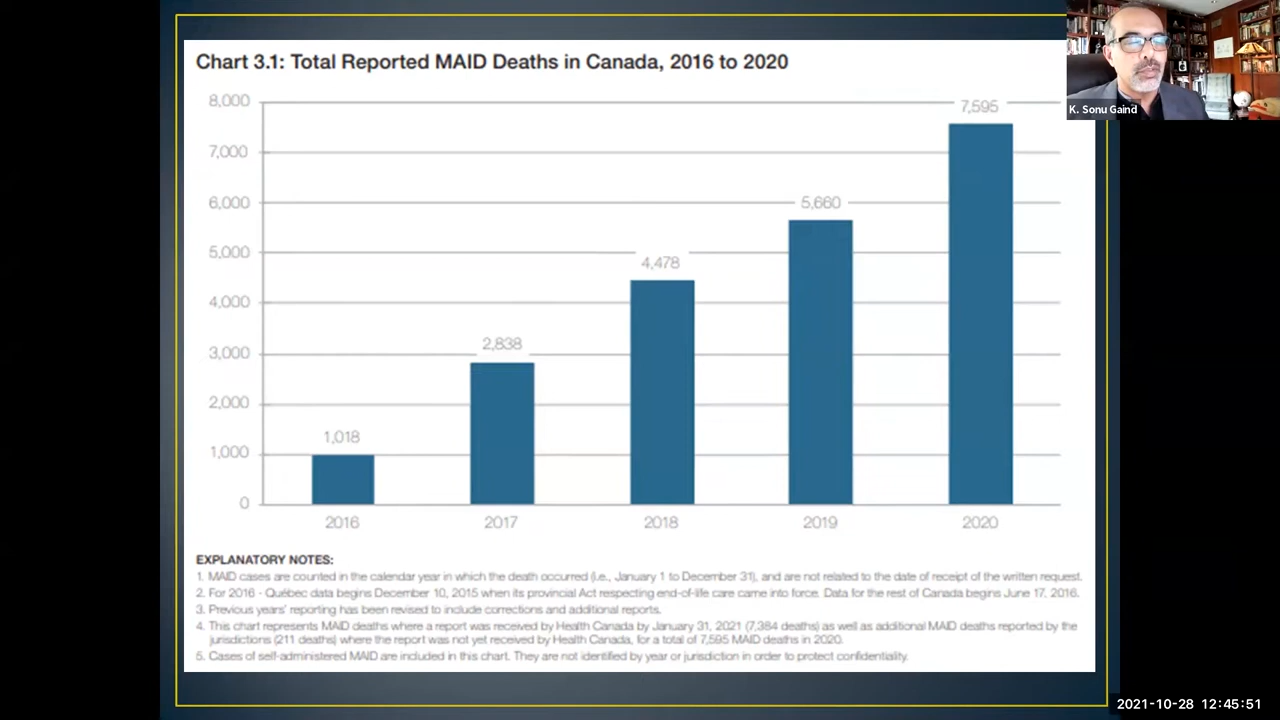 Chart 3.1: Total Reported MAID Deaths in Canada, 2016 to 2020
K. Sonu Gaind
8,000
7,000
6,000
5,000
4,000
3,000
2,000
1,000
0
1,018
2,838
4,478
5,660
7,595
2016 2017 2018 2019 2020
EXPLANATORY NOTES:
1. MAID cases are counted in the calendar year in which the death occurred (i.e., January 1 to December 31), and are not related to the date of receipt of the written request.
2. For 2016 - Québec data begins December 10, 2015 when its provincial Act respecting end-of-life care came into force. Data for the rest of Canada begins June 17, 2016.
3. Previous years' reporting has been revised to include corrections and additional reports.
4. This chart represents MAID deaths where a report was received by Health Canada by January 31, 2021 (7,384 deaths) as well as additional MAID deaths reported by the
jurisdictions (211 deaths) where the report was not yet received by Health Canada, for a total of 7,595 MAID deaths in 2020.
5. Cases of self-administered MAID are included in this chart. They are not identified by year or jurisdiction in order to protect confidentiality.
2021-10-28 12:45:51